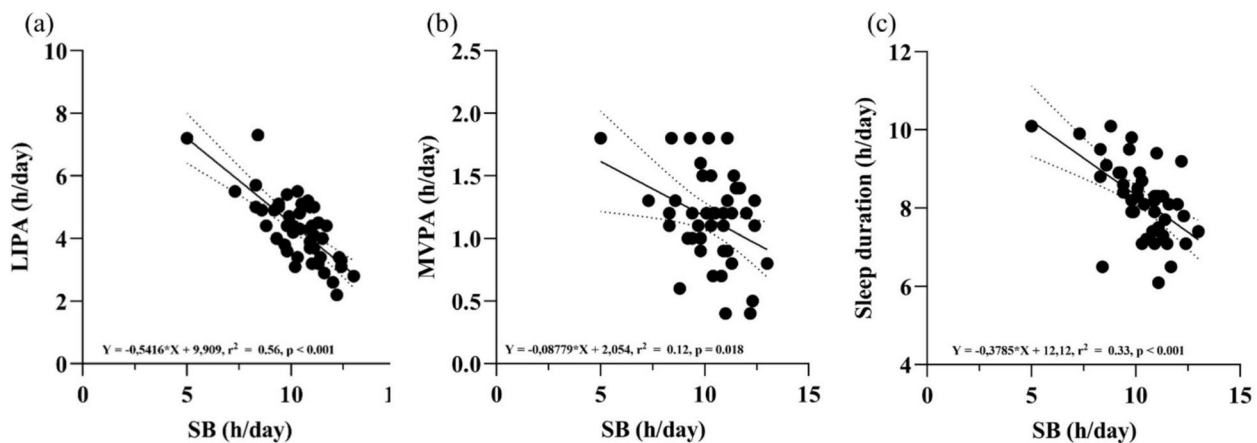 (a)
10
8
6
4
2
0
LIPA (h/day)
0 5 10 1
SB (h/day)
Y = -0,5416*X + 9,909, r² = 0.56, p < 0.001
(b)
2.5
2.0
1.5
1.0
0.5
0.0
MVPA (h/day)
0 5 10 15
SB (h/day)
Y = -0,08779*X + 2,054, r² = 0.12, p = 0.018
(c)
12
10
8
6
4
Sleep duration (h/day)
0 5 10 15
SB (h/day)
Y = -0,3785*X + 12,12, r² = 0.33, p < 0.001